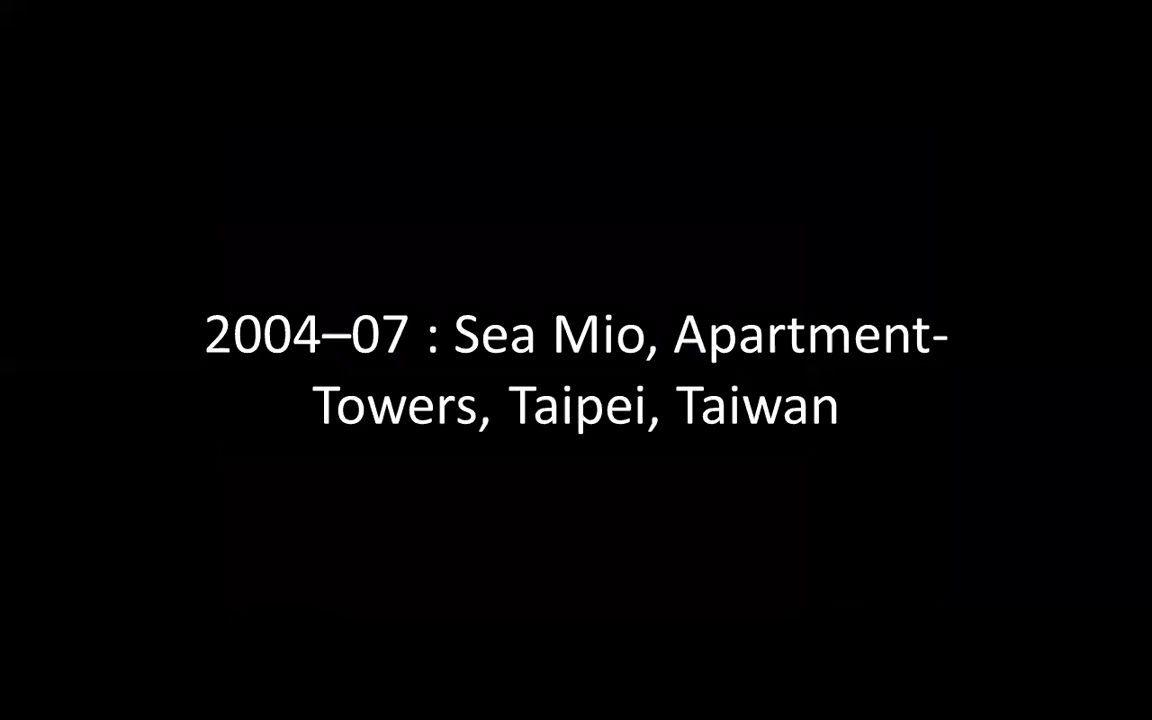 2004–07 : Sea Mio, Apartment-
Towers, Taipei, Taiwan